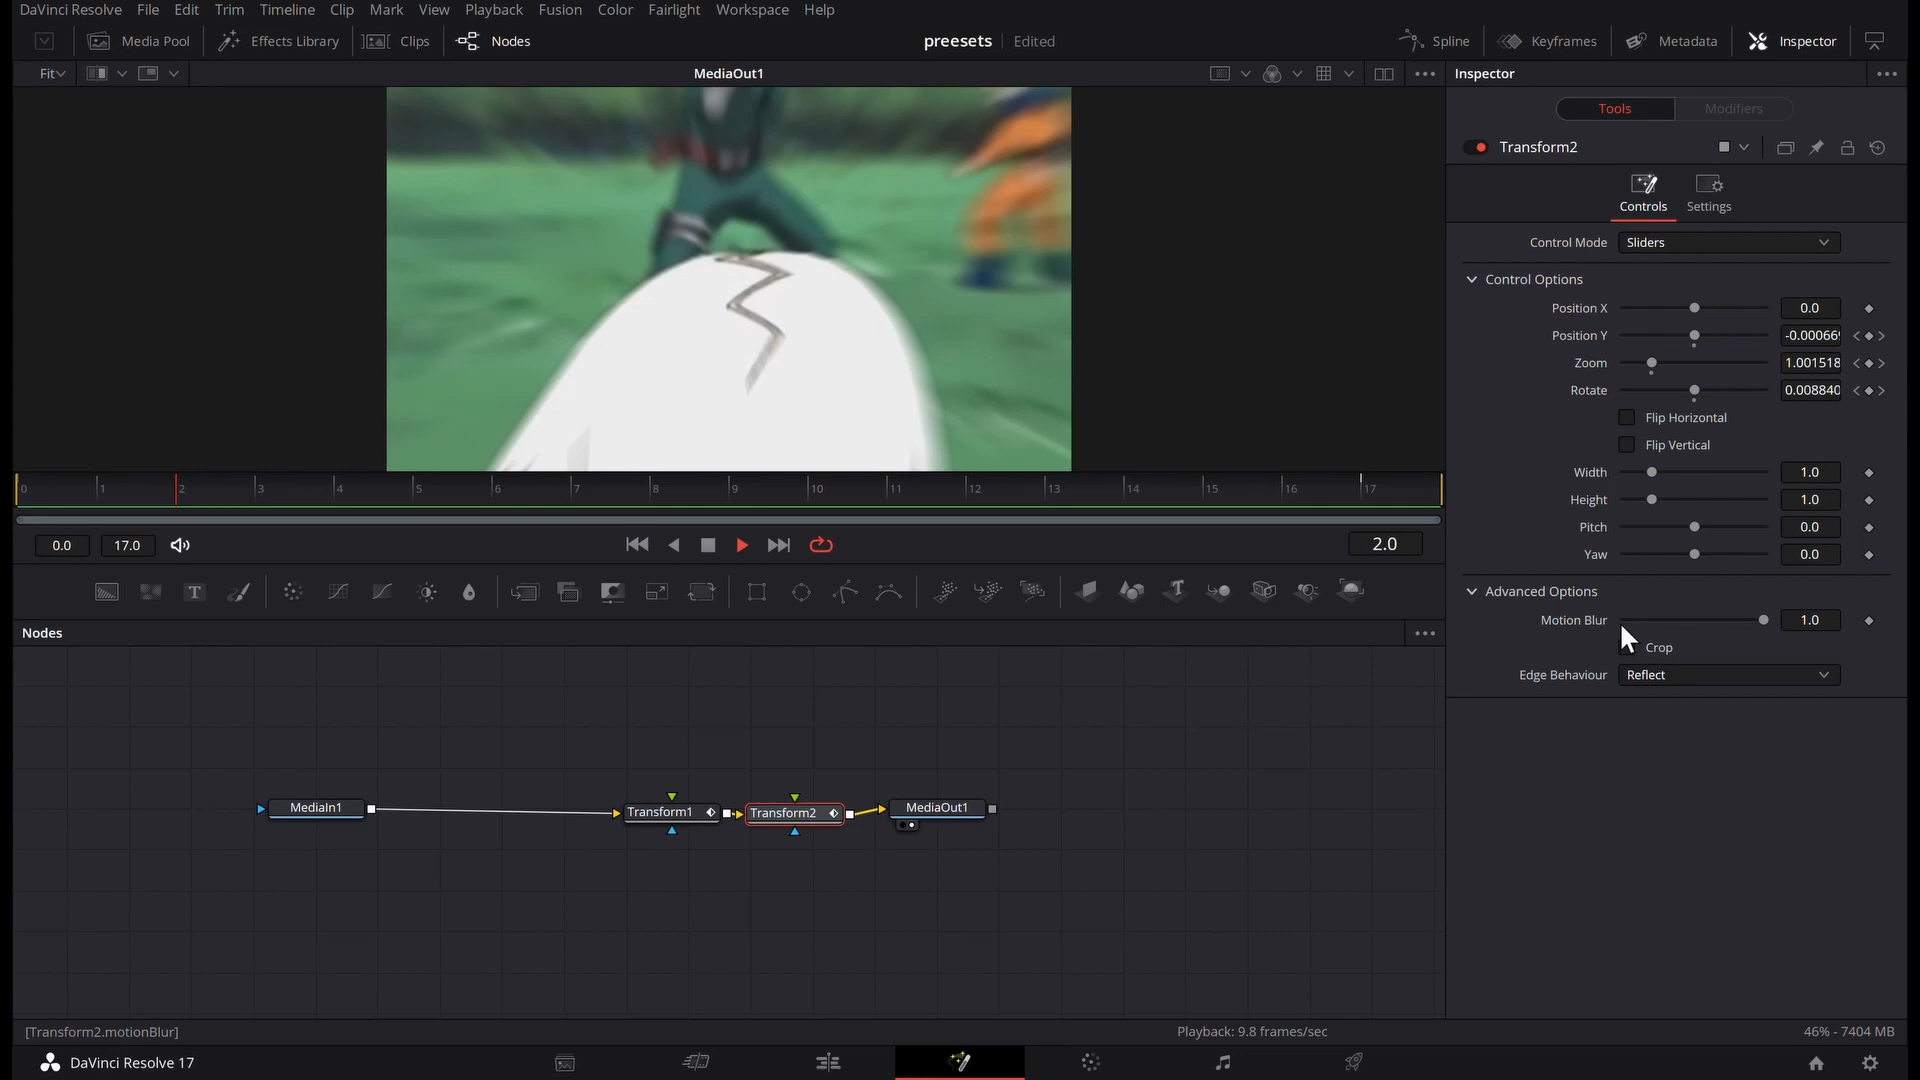 DaVinci Resolve File Edit Trim Timeline Clip Mark View Playback Fusion Color Fairlight Workspace Help
Media Pool Effects Library Clips Nodes preesets Edited Spline Keyframes Metadata Inspector
Fit MediaOut1 Inspector
Tools Modifiers
Transform2
Controls Settings
Control Mode Sliders
Control Options
Position X 0.0
Position Y -0.00066
Zoom 1.001518
Rotate 0.008840
Flip Horizontal
Flip Vertical
Width 1.0
Height 1.0
Pitch 0.0
Yaw 0.0
Advanced Options
Motion Blur 1.0
Crop
Edge Behaviour Reflect
0 1 2 3 4 5 6 7 8 9 10 11 12 13 14 15 16 17
0.0 17.0 2.0
T T
Nodes
MediaIn1 Transform1 Transform2 MediaOut1
[Transform2.motionBlur] Playback: 9.8 frames/sec 46% - 7404 MB
DaVinci Resolve 17